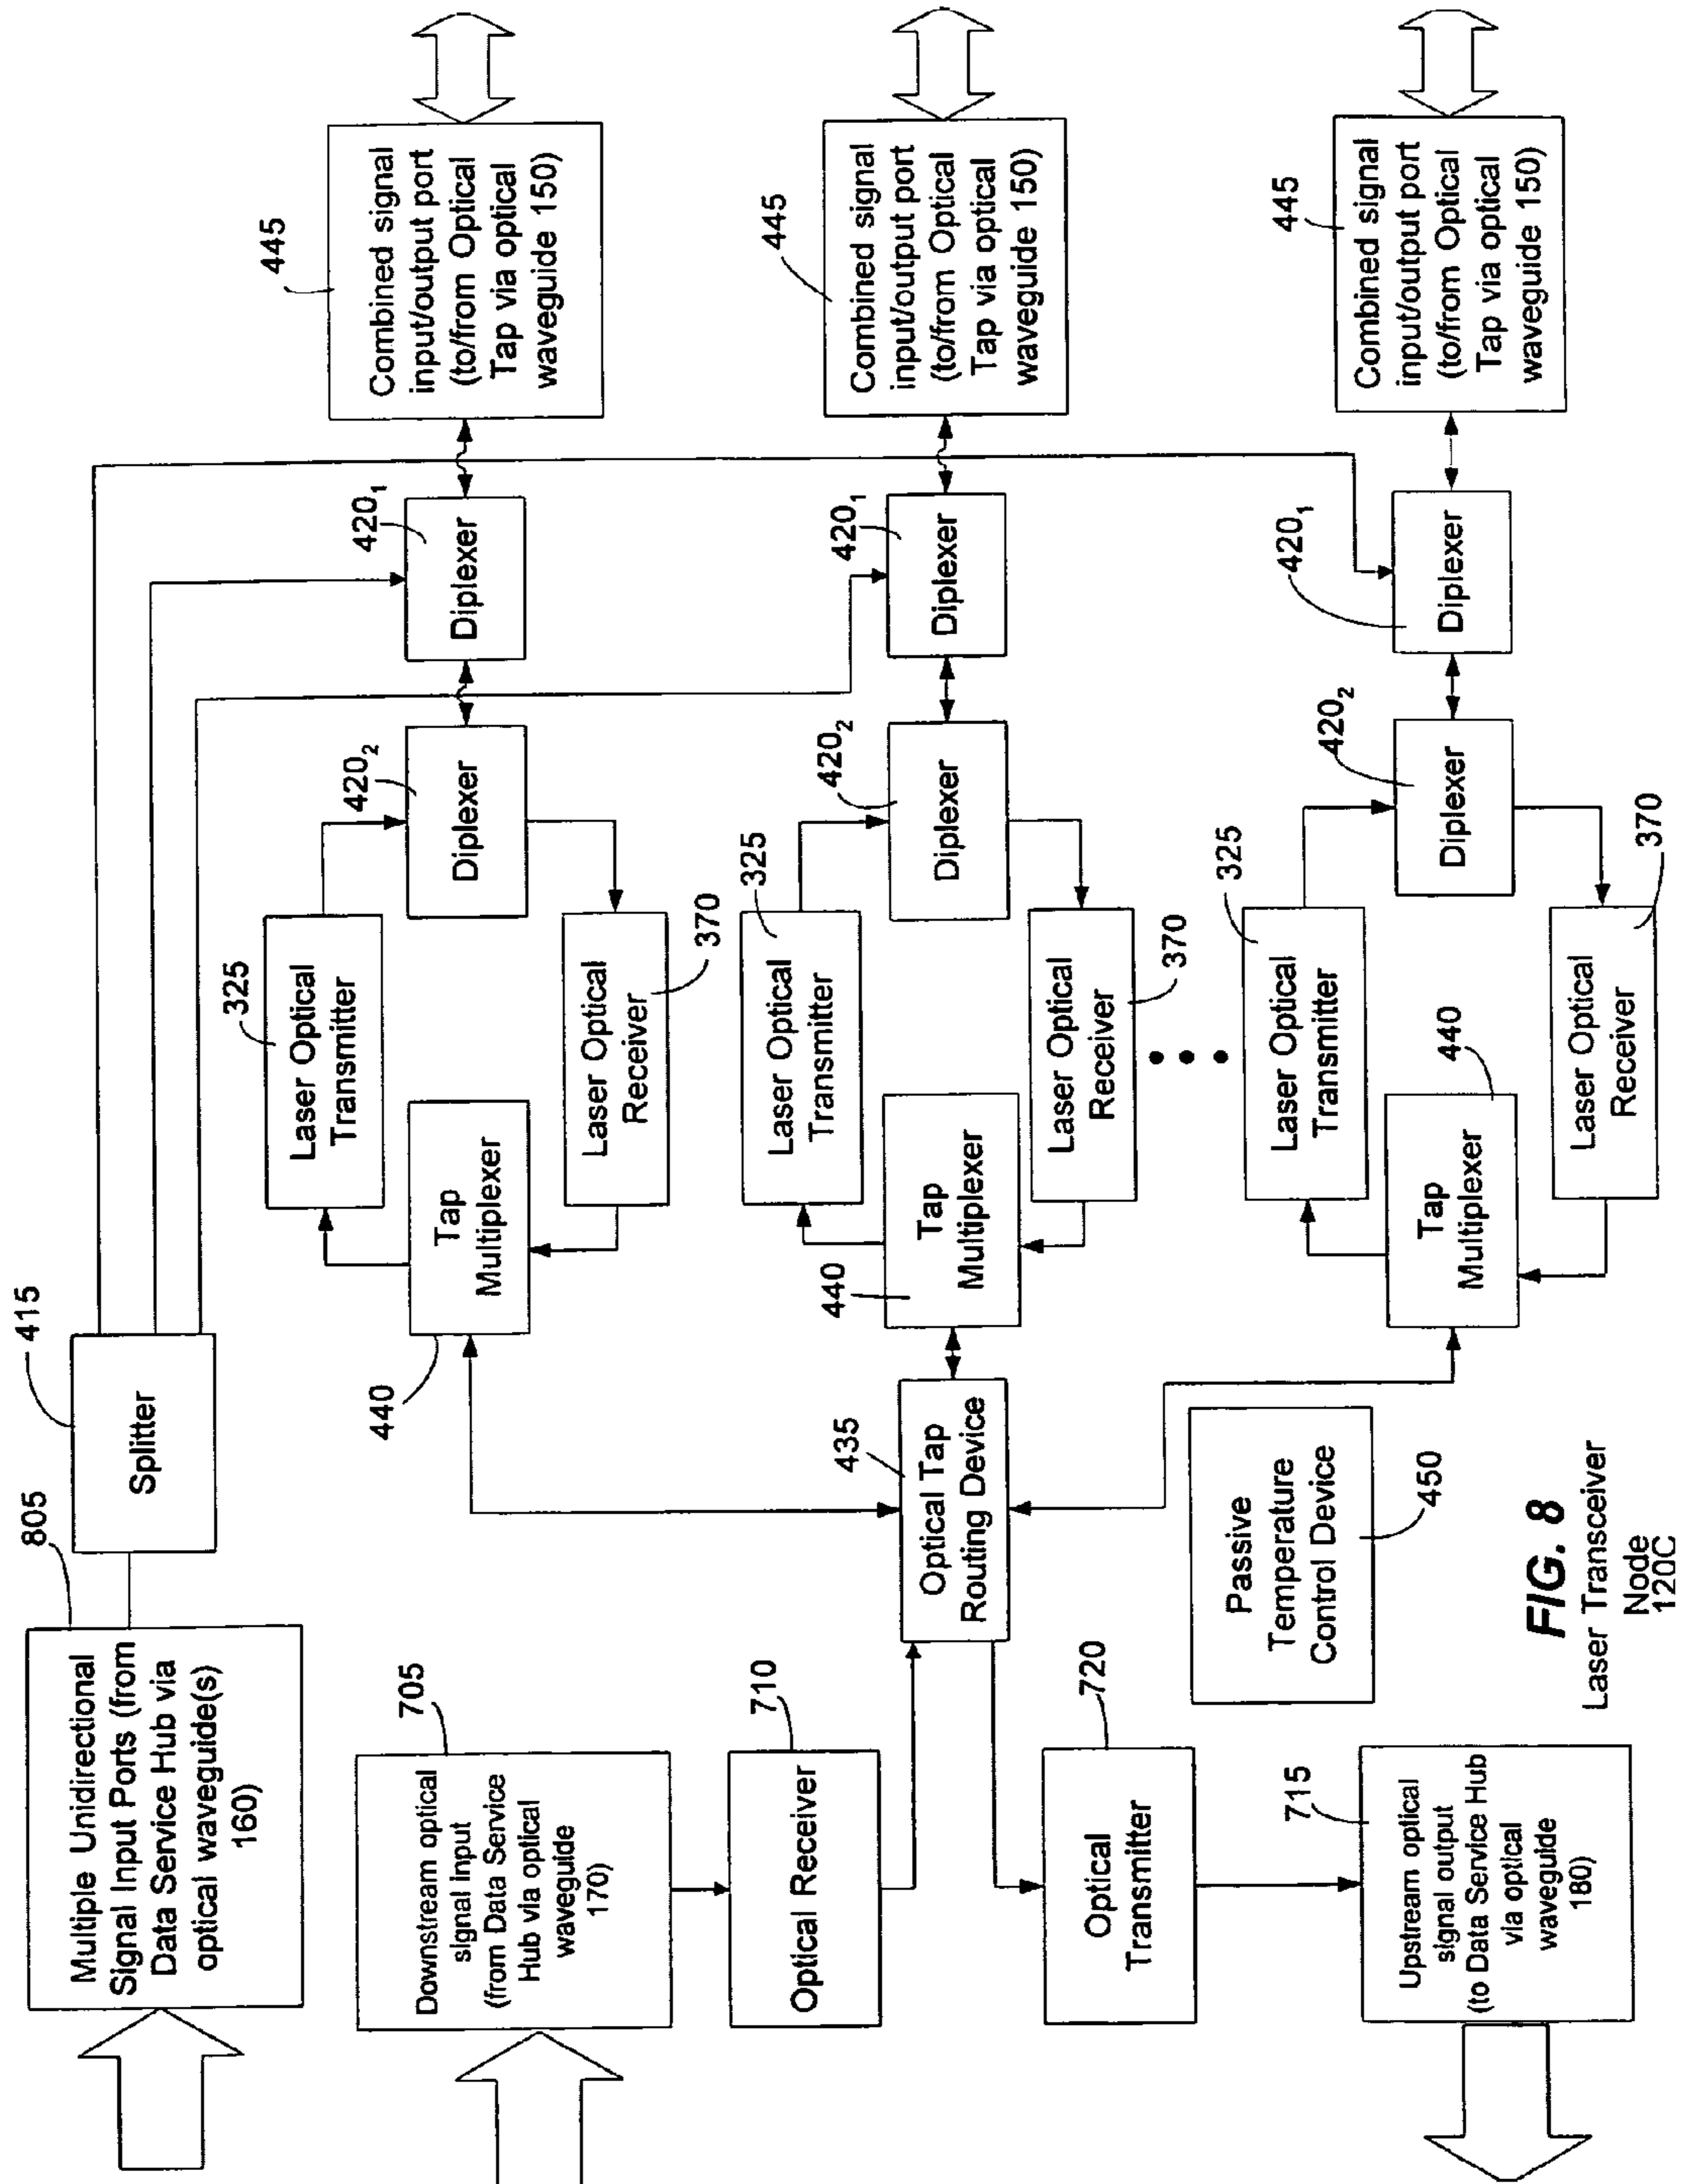 805
Multiple Unidirectional
Signal Input Ports (from
Data Service Hub via
optical waveguide(s)
160)
415
Splitter
705
Downstream optical
signal Input
(from Data Service
Hub via optical
waveguide
170)
710
Optical Receiver
720
Optical
Transmitter
715
Upstream optical
signal output
(to Data Service Hub
via optical
waveguide
180)
435
Optical Tap
Routing Device
Passive
Temperature
Control Device
450
440
Tap
Multiplexer
325
Laser Optical
Transmitter
Laser Optical
Receiver
370
420₂
Diplexer
420₁
Diplexer
445
Combined signal
input/output port
(to/from Optical
Tap via optical
waveguide 150)
440
Tap
Multiplexer
325
Laser Optical
Transmitter
Laser Optical
Receiver
370
420₂
Diplexer
420₁
Diplexer
445
Combined signal
input/output port
(to/from Optical
Tap via optical
waveguide 150)
440
Tap
Multiplexer
325
Laser Optical
Transmitter
Laser Optical
Receiver
370
420₂
Diplexer
420₁
Diplexer
445
Combined signal
input/output port
(to/from Optical
Tap via optical
waveguide 150)
FIG. 8
Laser Transceiver
Node
120C